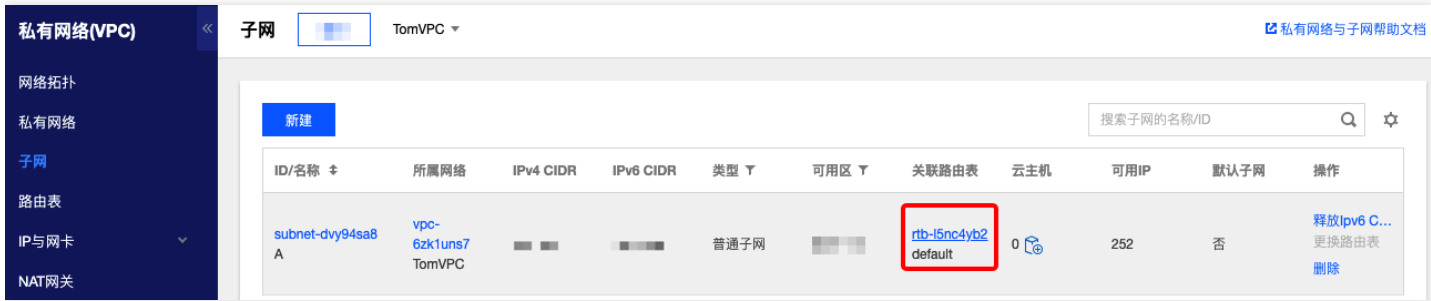 私有网络(VPC)
子网
TomVPC
私有网络与子网帮助文档
网络拓扑
私有网络
子网
路由表
IP与网卡
NAT网关
新建
搜索子网的名称/ID
ID/名称 所属网络 IPv4 CIDR IPv6 CIDR 类型 可用区 关联路由表 云主机 可用IP 默认子网 操作
subnet-dvy94sa8
A
vpc-
6zk1uns7
TomVPC
普通子网
rtb-l5nc4yb2
default
0
252
否
释放Ipv6 C...
更换路由表
删除